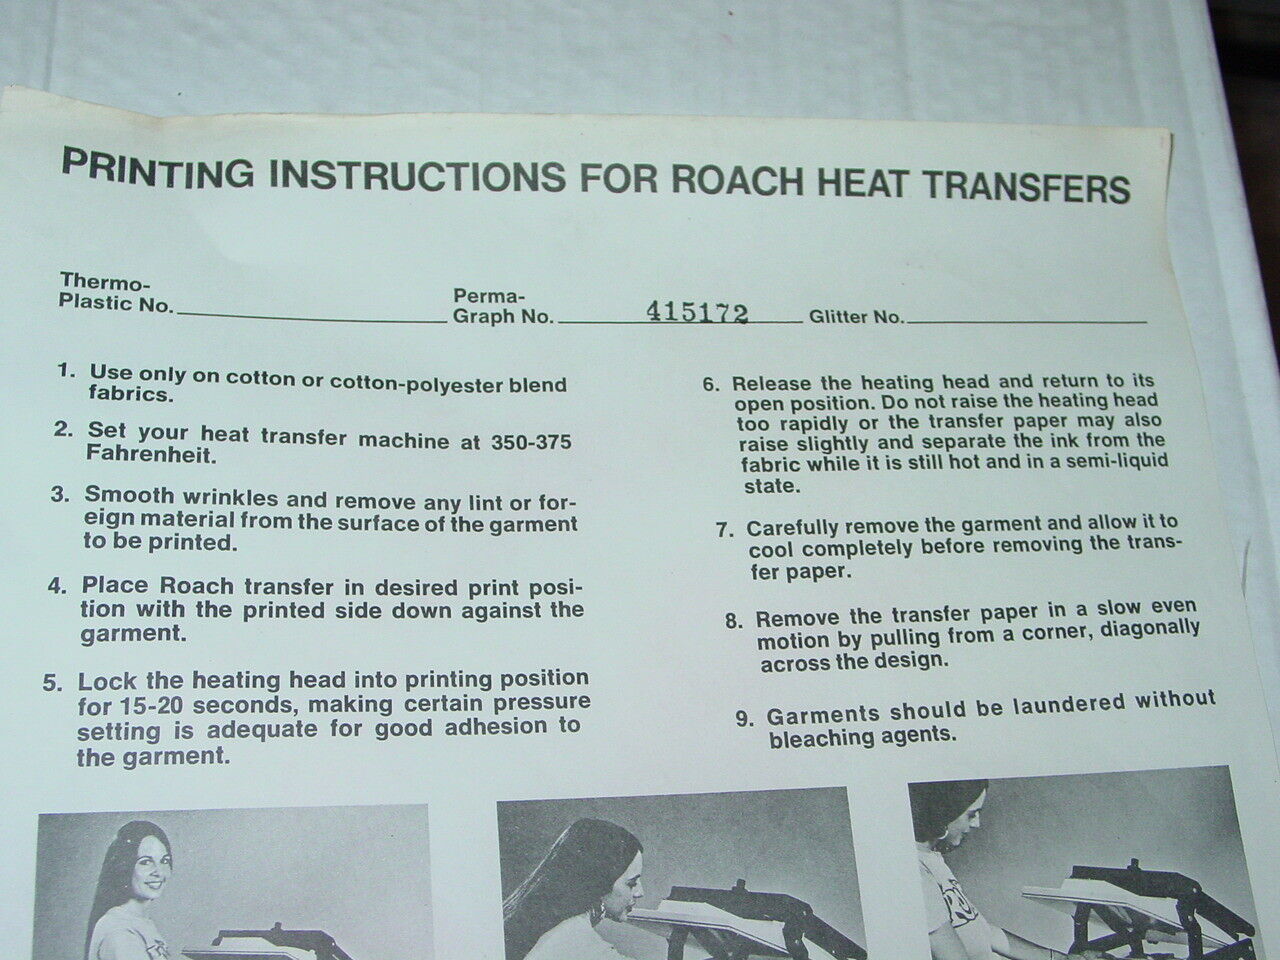 PRINTING INSTRUCTIONS FOR ROACH HEAT TRANSFERS
Thermo-
Plastic No.
Perma-
Graph No. 415172
Glitter No.
1. Use only on cotton or cotton-polyester blend
fabrics.
2. Set your heat transfer machine at 350-375
Fahrenheit.
3. Smooth wrinkles and remove any lint or for-
eign material from the surface of the garment
to be printed.
4. Place Roach transfer in desired print posi-
tion with the printed side down against the
garment.
5. Lock the heating head into printing position
for 15-20 seconds, making certain pressure
setting is adequate for good adhesion to
the garment.
6. Release the heating head and return to its
open position. Do not raise the heating head
too rapidly or the transfer paper may also
raise slightly and separate the ink from the
fabric while it is still hot and in a semi-liquid
state.
7. Carefully remove the garment and allow it to
cool completely before removing the trans-
fer paper.
8. Remove the transfer paper in a slow even
motion by pulling from a corner, diagonally
across the design.
9. Garments should be laundered without
bleaching agents.